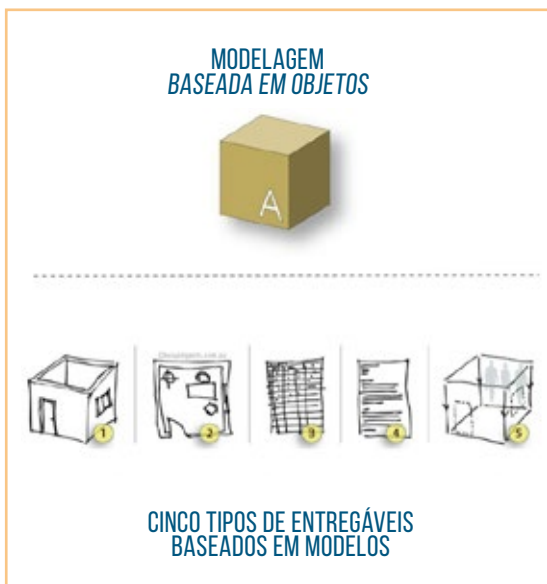 MODELAGEM
BASEADA EM OBJETOS
A
1
2
3
4
5
CINCO TIPOS DE ENTREGÁVEIS
BASEADOS EM MODELOS